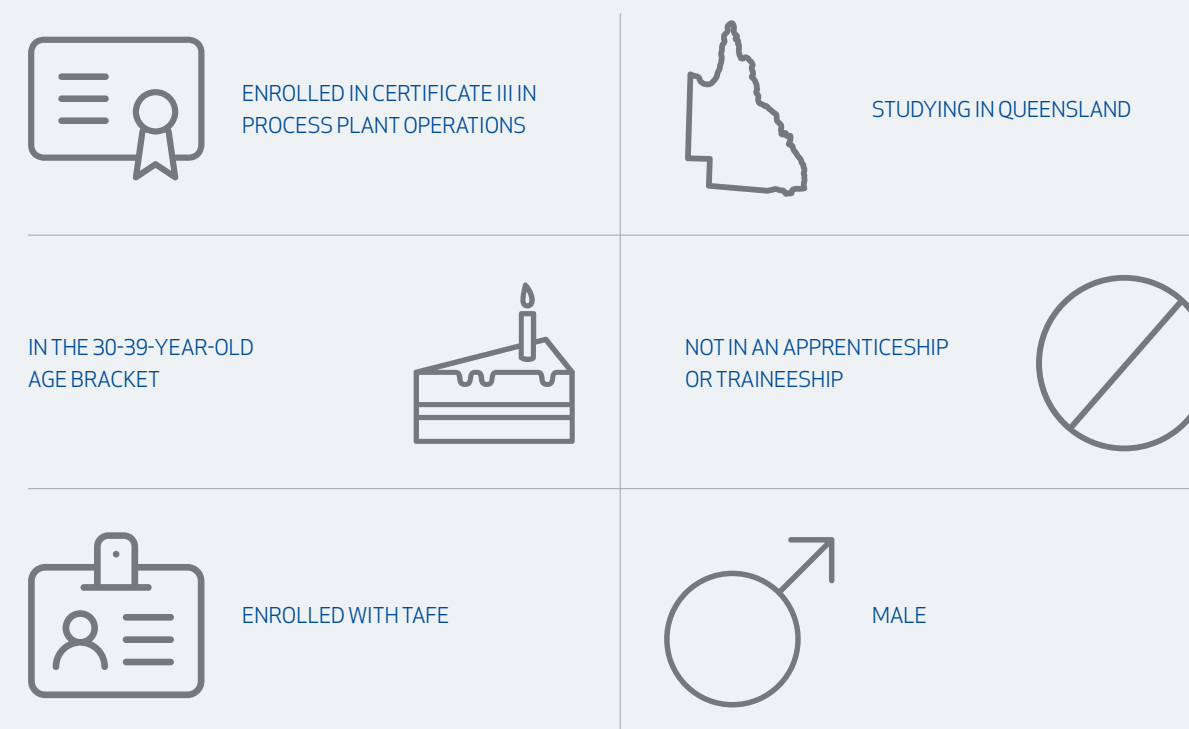 ENROLLED IN CERTIFICATE III IN
PROCESS PLANT OPERATIONS
STUDYING IN QUEENSLAND
IN THE 30-39-YEAR-OLD
AGE BRACKET
NOT IN AN APPRENTICESHIP
OR TRAINEESHIP
ENROLLED WITH TAFE
MALE